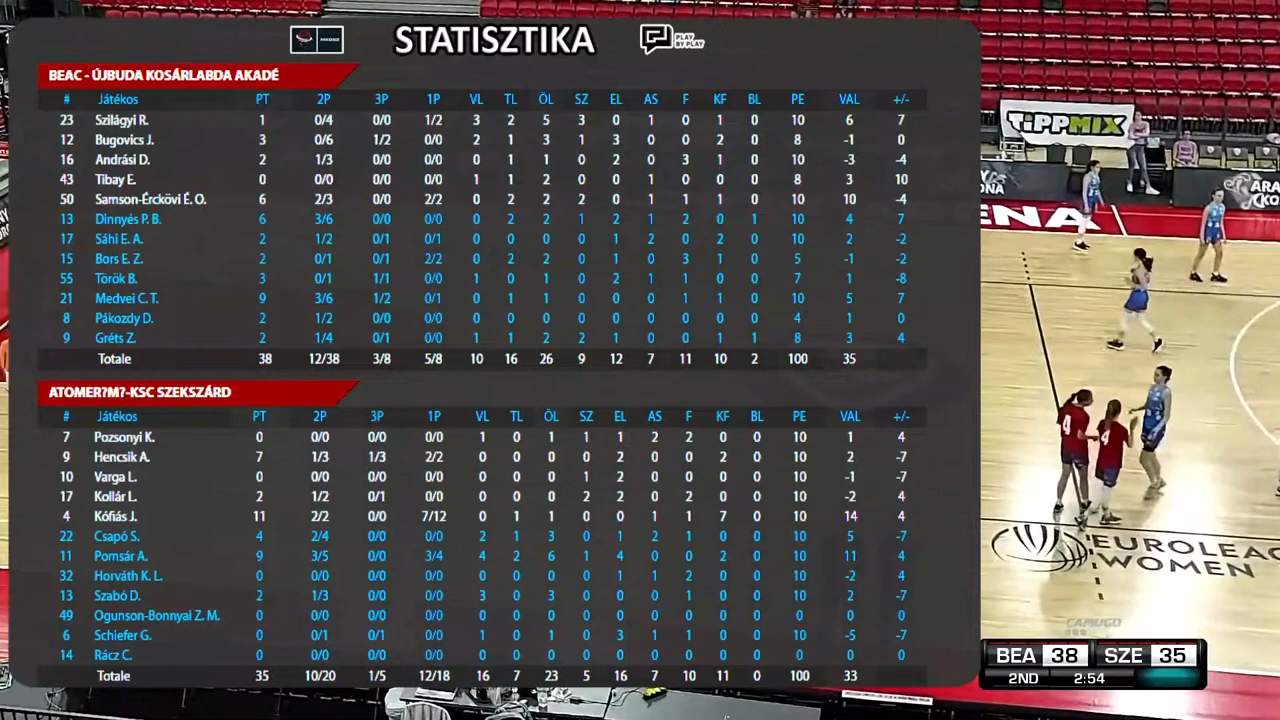 STATISZTIKA PLAY BY PLAY
BEAC - ÚJBUDA KOSÁRLABDA AKADÉ
# Játékos PT 2P 3P 1P VL TL ÖL SZ EL AS F KF BL PE VAL +/-
23 Szilágyi R. 1 0/4 0/0 1/2 3 2 5 3 0 1 0 1 0 10 6 7
12 Bugovics J. 3 0/6 1/2 0/0 2 1 3 1 3 0 0 2 0 8 -1 0
16 Andrási D. 2 1/3 0/0 0/0 0 1 1 0 2 0 3 1 0 10 -3 -4
43 Tibay E. 0 0/0 0/0 0/0 1 1 2 0 0 1 0 0 0 8 3 10
50 Samson-Érckövi É. O. 6 2/3 0/0 2/2 0 2 2 2 0 1 1 1 0 10 10 -4
13 Dinnyés P. B. 6 3/6 0/0 0/0 0 2 2 1 2 1 2 0 1 10 4 7
17 Sáhl E. A. 2 1/2 0/1 0/1 0 0 0 0 1 2 0 2 0 10 2 -2
15 Bors E. Z. 2 0/1 0/1 2/2 0 2 2 0 1 0 3 1 0 5 -1 -2
55 Török B. 3 0/1 1/1 0/0 1 0 1 0 2 1 1 0 0 7 1 -8
21 Medvei C. T. 9 3/6 1/2 0/1 0 1 1 0 0 0 1 1 0 10 5 7
8 Pákozdy D. 2 1/2 0/0 0/0 0 0 0 0 0 0 0 0 0 4 1 0
9 Gréts Z. 2 1/4 0/0 0/0 1 1 2 2 1 0 0 1 1 8 3 4
Totale 38 12/38 3/8 5/8 10 16 26 9 12 7 11 10 2 100 35
ATOMER?M?-KSC SZEKSZÁRD
# Játékos PT 2P 3P 1P VL TL ÖL SZ EL AS F KF BL PE VAL +/-
7 Pozsonyi K. 0 0/0 0/0 0/0 1 0 1 1 1 2 2 0 0 10 1 4
9 Hencsik A. 7 1/3 1/3 2/2 0 0 0 0 2 0 0 2 0 10 2 -7
10 Varga L. 0 0/0 0/0 0/0 0 0 0 1 2 0 0 0 0 10 -1 -7
17 Kollár L. 2 1/2 0/1 0/0 0 0 0 2 2 0 2 0 0 10 -2 4
4 Kófiás J. 11 2/2 0/0 7/12 0 1 1 0 0 1 1 7 0 10 14 4
22 Csapó S. 4 2/4 0/0 0/0 2 1 3 0 1 2 1 0 0 10 5 -7
11 Pomsár A. 9 3/5 0/0 3/4 4 2 6 1 4 0 0 2 0 10 11 4
32 Horváth K. L. 0 0/0 0/0 0/0 0 0 0 0 1 1 2 0 0 10 -2 4
13 Szabó D. 2 1/3 0/0 0/0 3 0 3 0 0 0 1 0 0 10 2 -7
49 Ogunson-Bonnyai Z. M. 0 0/0 0/0 0/0 0 0 0 0 0 0 0 0 0 0 0 0
6 Schiefer G. 0 0/1 0/1 0/0 1 0 1 0 3 1 1 0 0 10 -5 -7
14 Rácz C. 0 0/0 0/0 0/0 0 0 0 0 0 0 0 0 0 0 0 0
Totale 35 10/20 1/5 12/18 16 7 23 5 16 7 10 11 0 100 33
TiPPMIX
ENA
4
4
EUROLEAG
WOMEN
CAMUGO
BEA 38 SZE 35
2ND 2:54